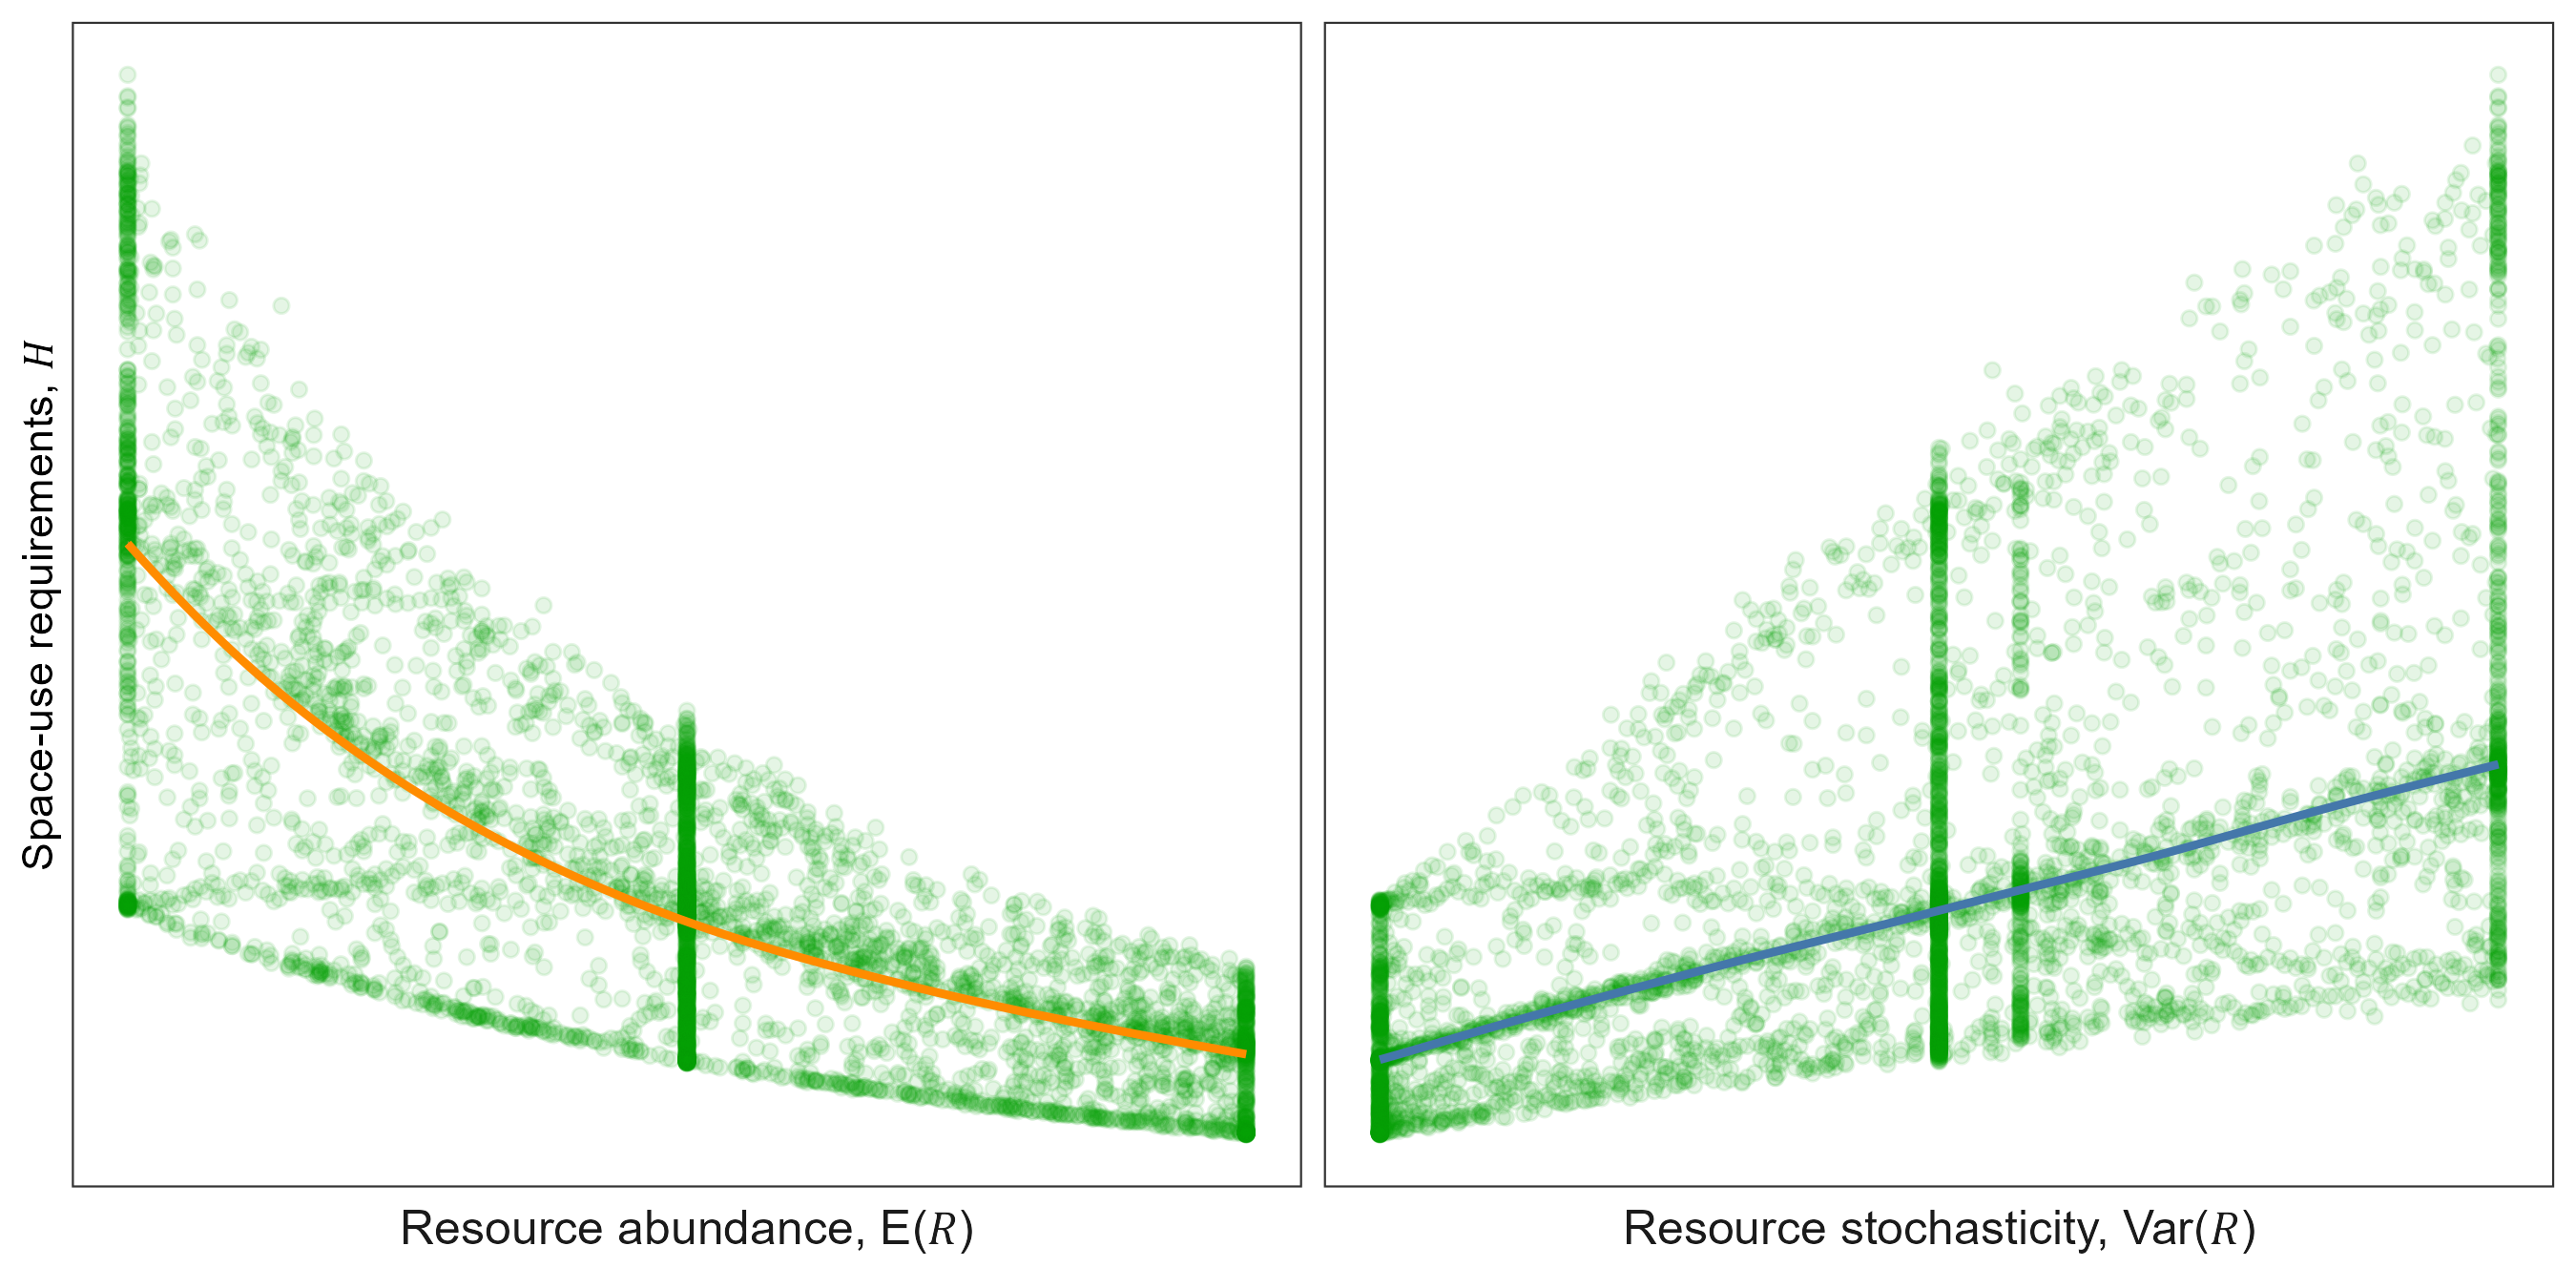 Space-use requirements, H
Resource abundance, E(R)
Resource stochasticity, Var(R)